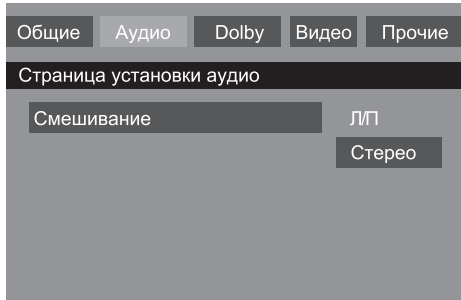 Общие Аудио Dolby Видео Прочие
Страница установки аудио
Смешивание Л/П
Стерео